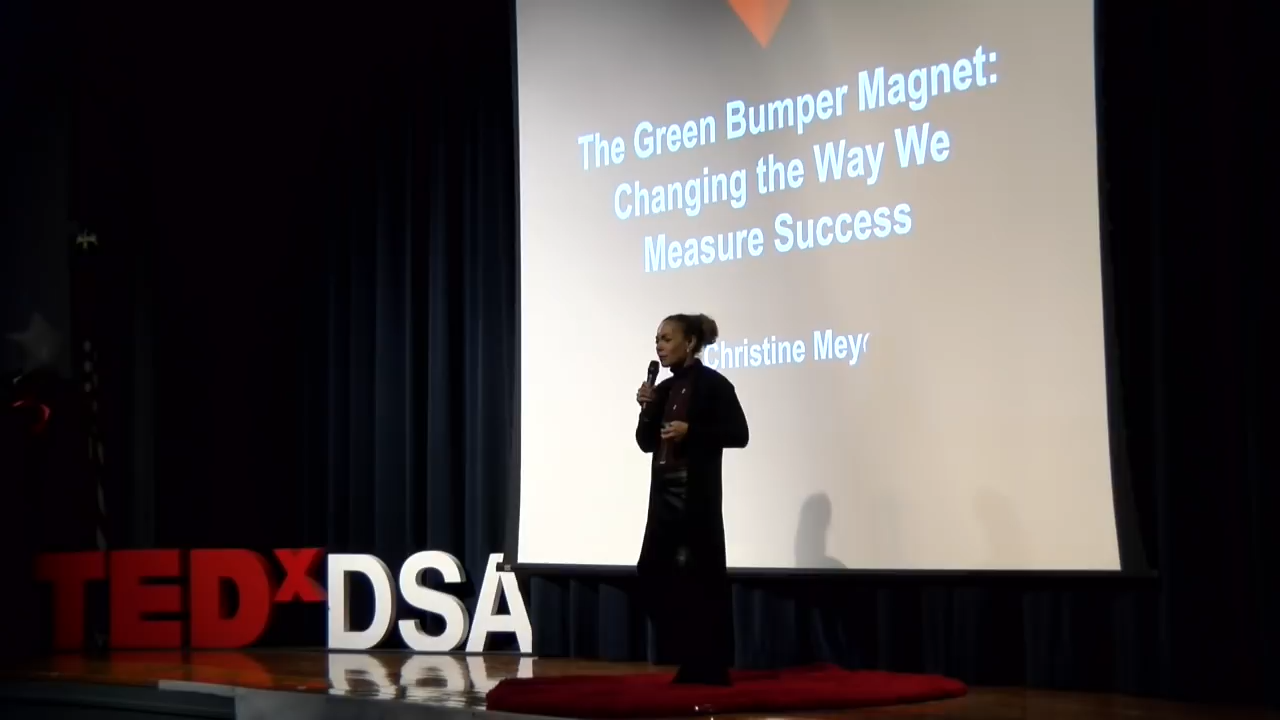 The Green Bumper Magnet:
Changing the Way We
Measure Success
Christine
TEDxDSA